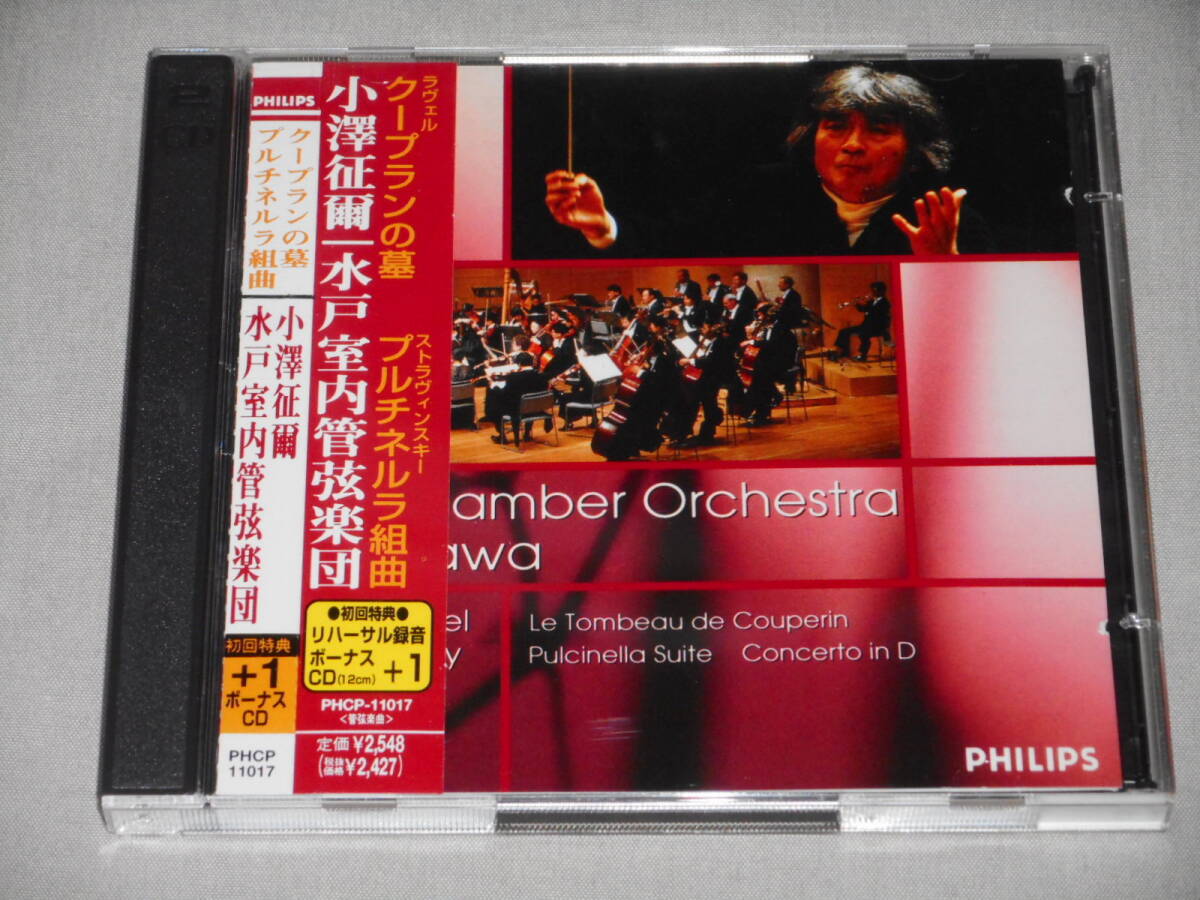 PHILIPS
クープランの墓
プルチネルラ組曲
小澤征爾
水戸室内管弦楽団
初回特典
+1
ボーナス
CD
PHCP
11017
ラヴェル
クープランの墓
ストラヴィンスキー
プルチネルラ組曲
小澤征爾|水戸室内管弦楽団
●初回特典●
リハーサル録音
ボーナス
CD(12cm) +1
PHCP-11017
<管弦楽曲>
定価¥2,548
(税抜価格¥2,427)
amber Orchestra
awa
el Le Tombeau de Couperin
y Pulcinella Suite Concerto in D
PHILIPS